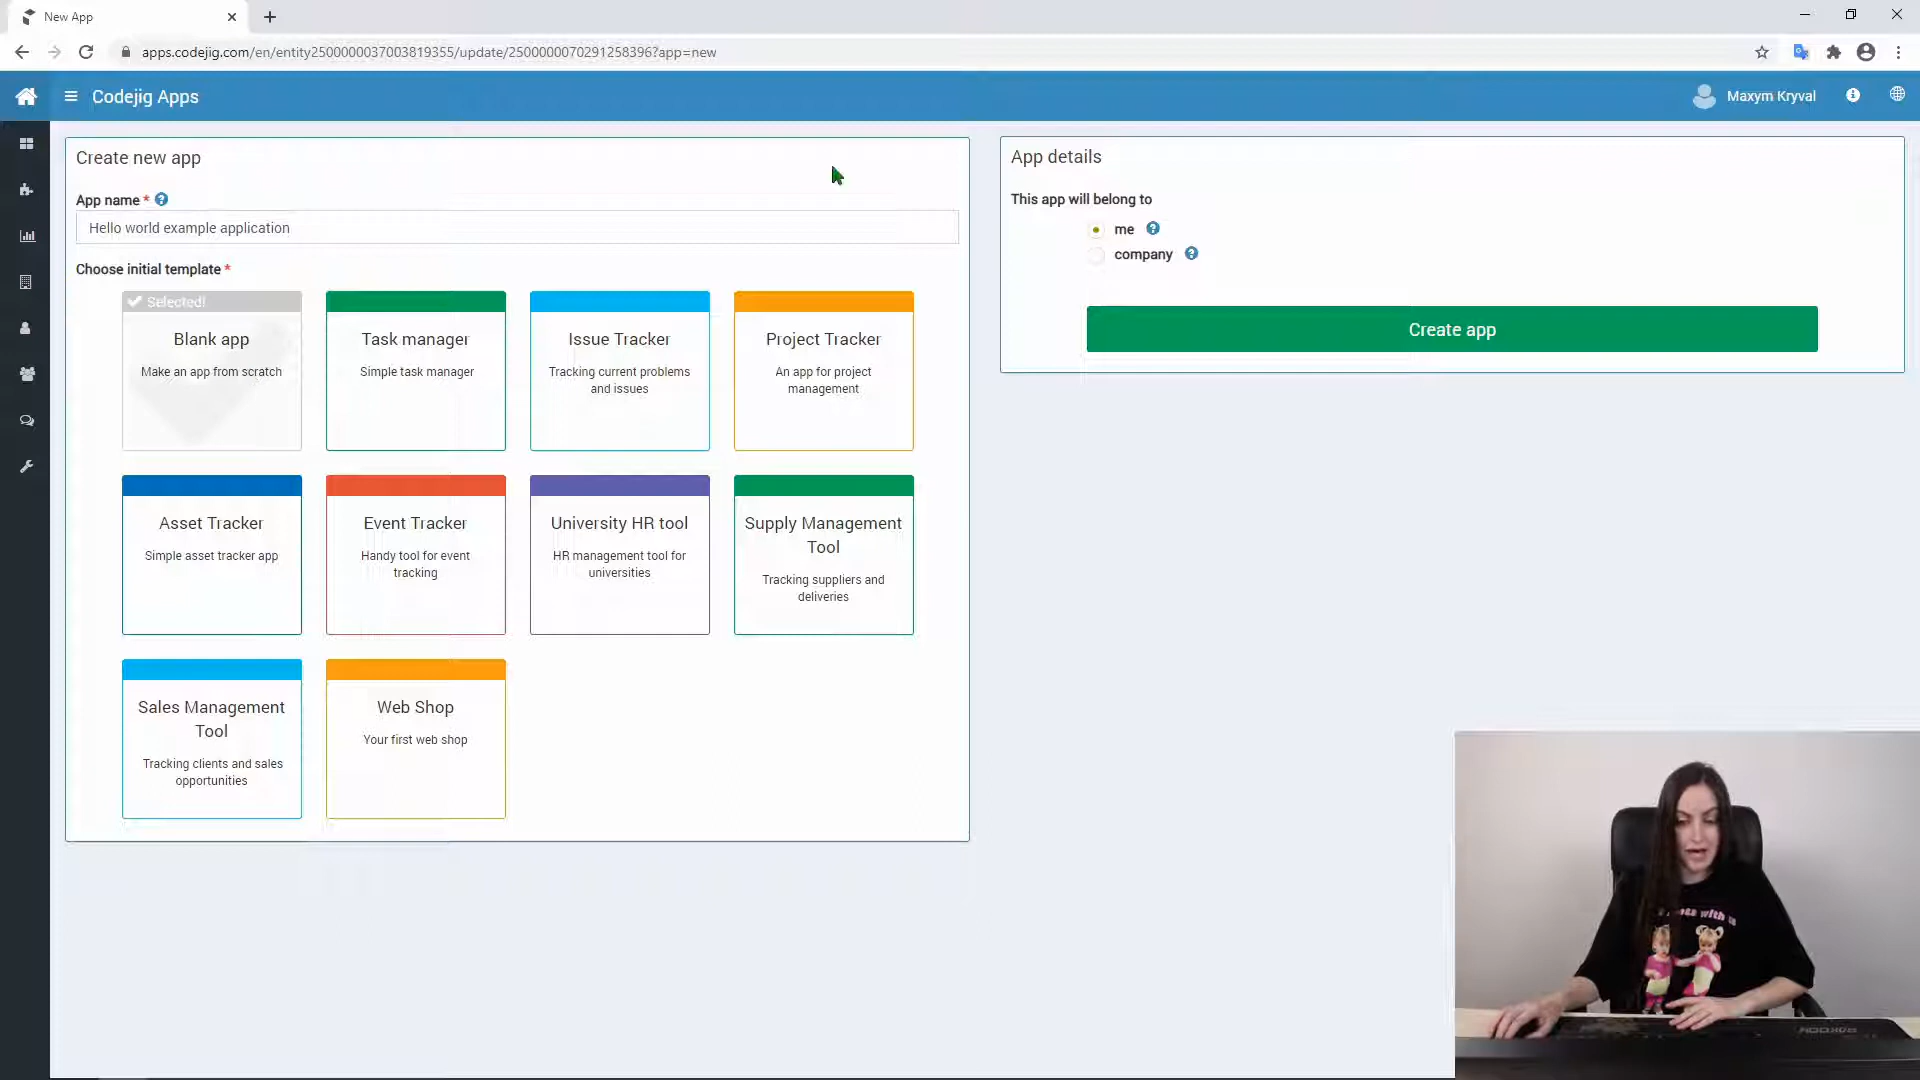 New App
apps.codejig.com/en/entity2500000037003819355/update/2500000070291258396?app=new
Codejig Apps
Maxym Kryval
Create new app
App name *
Hello world example application
Choose initial template *
Selected!
Blank app
Make an app from scratch
Task manager
Simple task manager
Issue Tracker
Tracking current problems
and issues
Project Tracker
An app for project
management
Asset Tracker
Simple asset tracker app
Event Tracker
Handy tool for event
tracking
University HR tool
HR management tool for
universities
Supply Management
Tool
Tracking suppliers and
deliveries
Sales Management
Tool
Tracking clients and sales
opportunities
Web Shop
Your first web shop
App details
This app will belong to
me
company
Create app
with